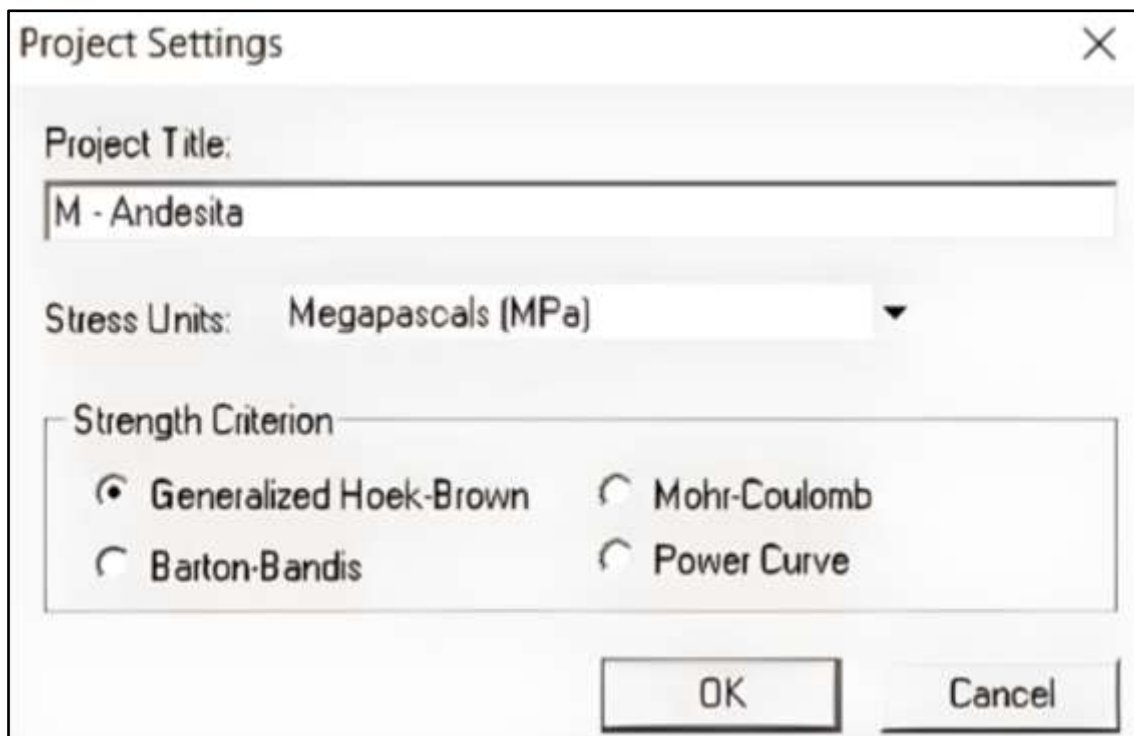 Project Settings
Project Title:
M - Andesita
Stress Units: Megapascals (MPa)
Strength Criterion
Generalized Hoek-Brown Mohr-Coulomb
Barton-Bandis Power Curve
OK Cancel